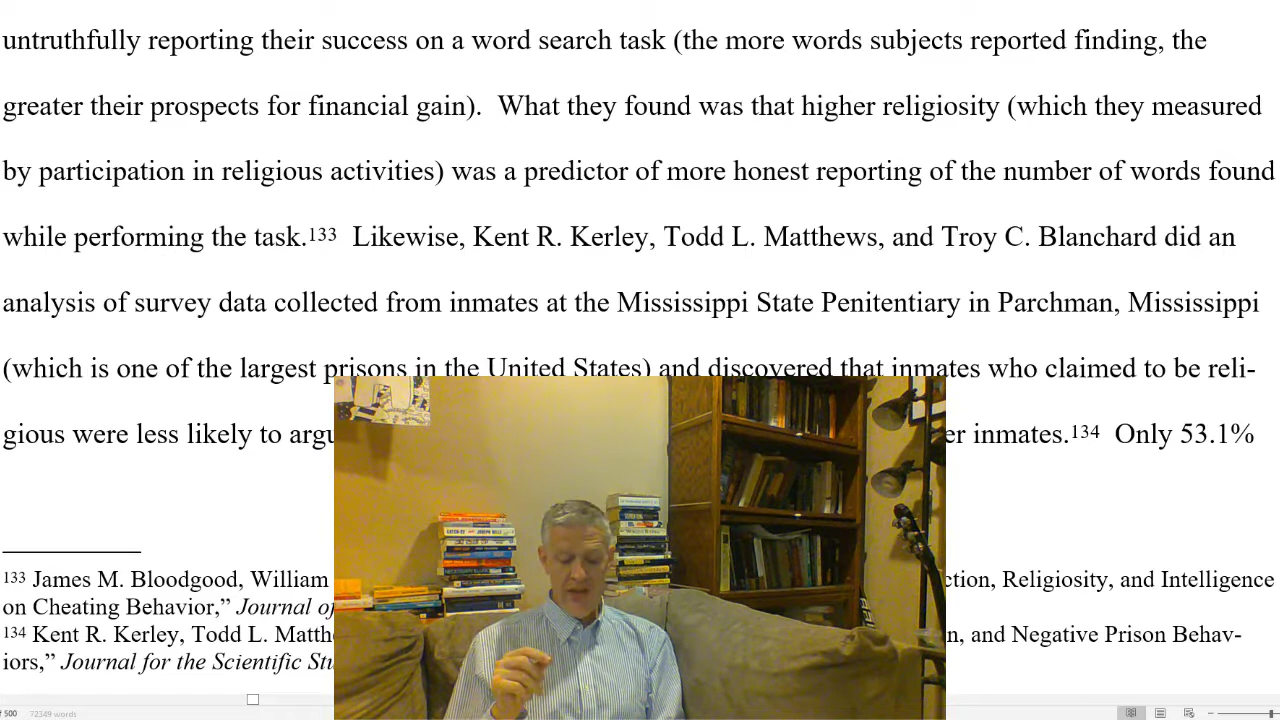 untruthfully reporting their success on a word search task (the more words subjects reported finding, the
greater their prospects for financial gain).  What they found was that higher religiosity (which they measured
by participation in religious activities) was a predictor of more honest reporting of the number of words found
while performing the task.133  Likewise, Kent R. Kerley, Todd L. Matthews, and Troy C. Blanchard did an
analysis of survey data collected from inmates at the Mississippi State Penitentiary in Parchman, Mississippi
(which is one of the largest prisons in the United States) and discovered that inmates who claimed to be reli-
gious were less likely to argu er inmates.134  Only 53.1%
133 James M. Bloodgood, William ction, Religiosity, and Intelligence
on Cheating Behavior,” Journal of
134 Kent R. Kerley, Todd L. Matth n, and Negative Prison Behav-
iors,” Journal for the Scientific Stu
f 500 72349 words